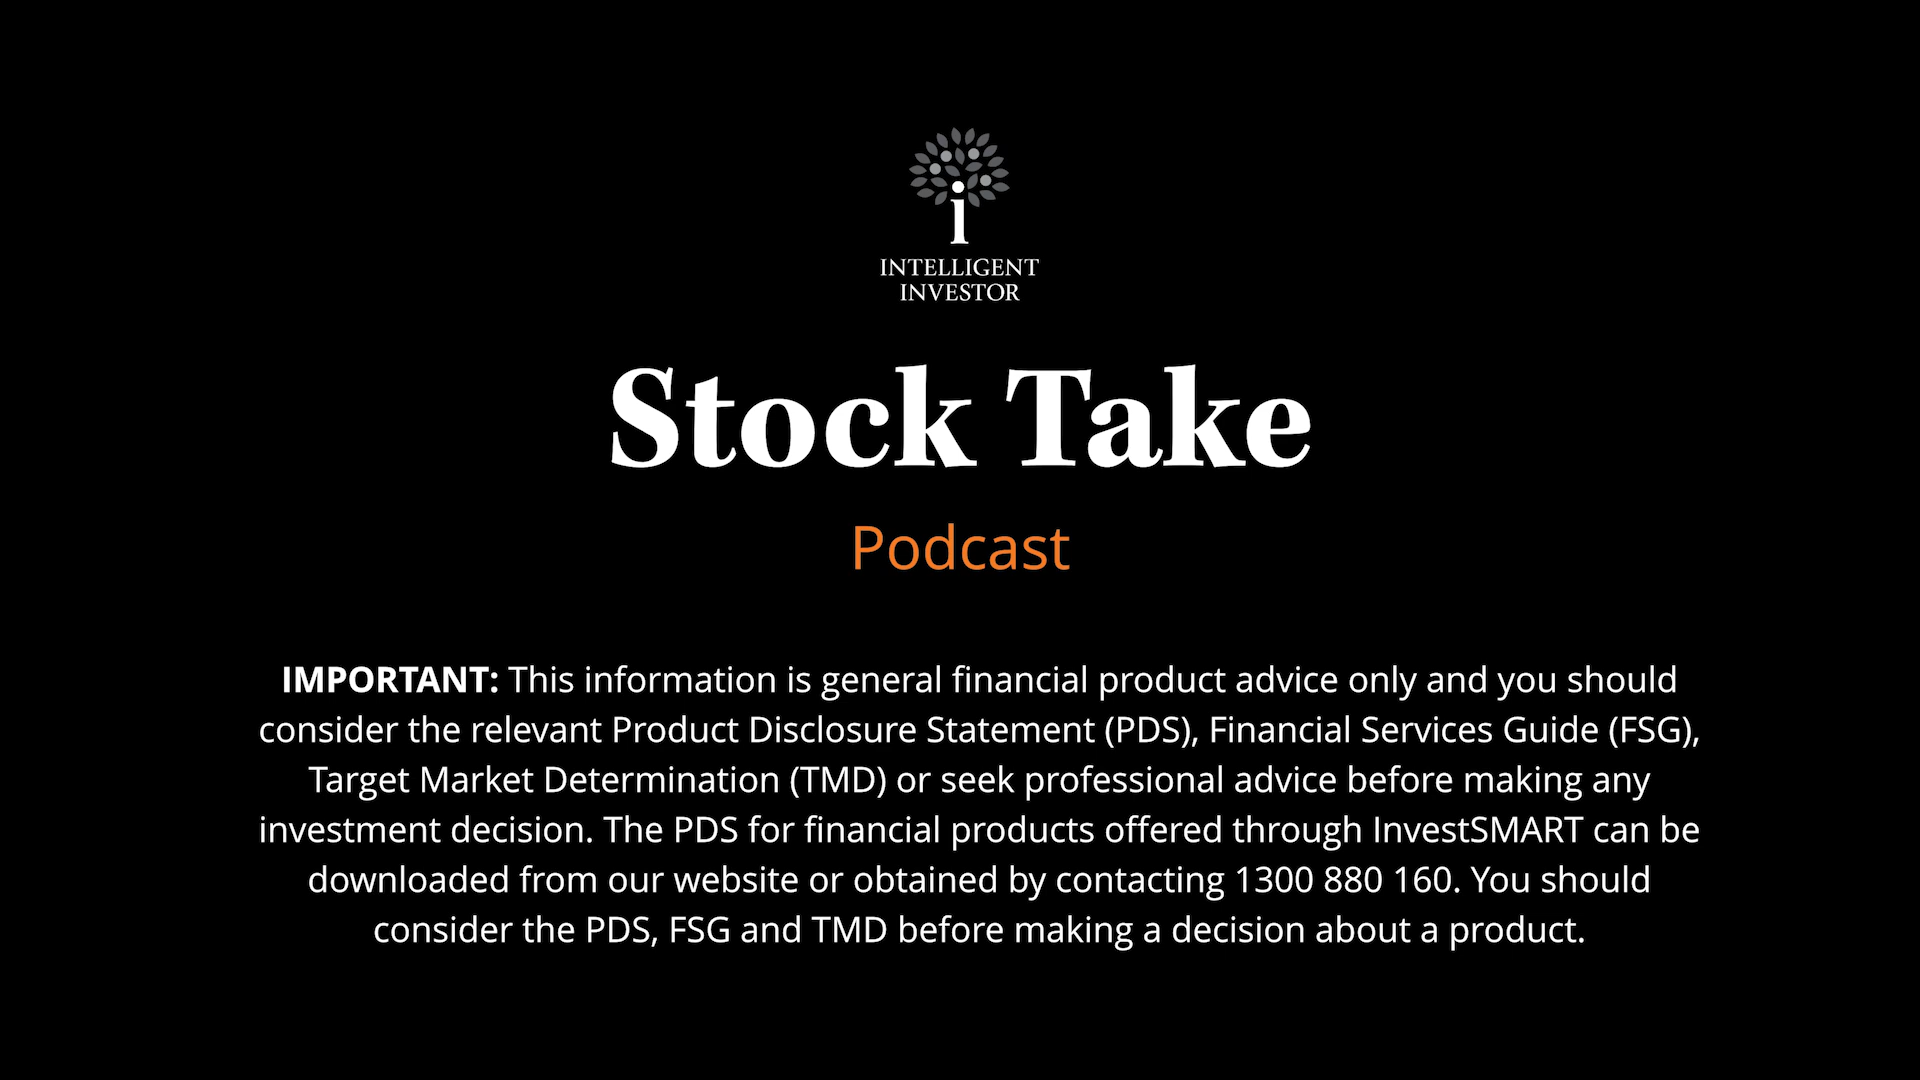 INTELLIGENT
INVESTOR
Stock Take
Podcast
IMPORTANT: This information is general financial product advice only and you should
consider the relevant Product Disclosure Statement (PDS), Financial Services Guide (FSG),
Target Market Determination (TMD) or seek professional advice before making any
investment decision. The PDS for financial products offered through InvestSMART can be
downloaded from our website or obtained by contacting 1300 880 160. You should
consider the PDS, FSG and TMD before making a decision about a product.